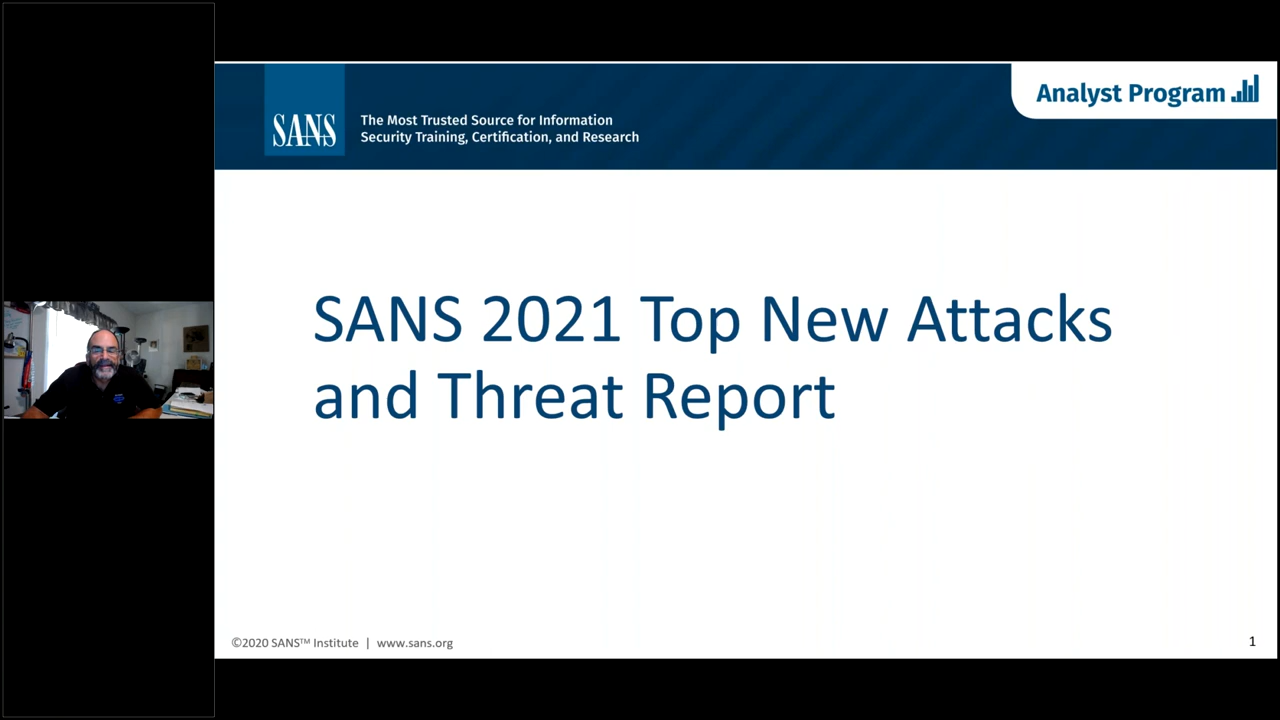 SANS
The Most Trusted Source for Information
Security Training, Certification, and Research
Analyst Program
SANS 2021 Top New Attacks
and Threat Report
©2020 SANS™ Institute | www.sans.org
1